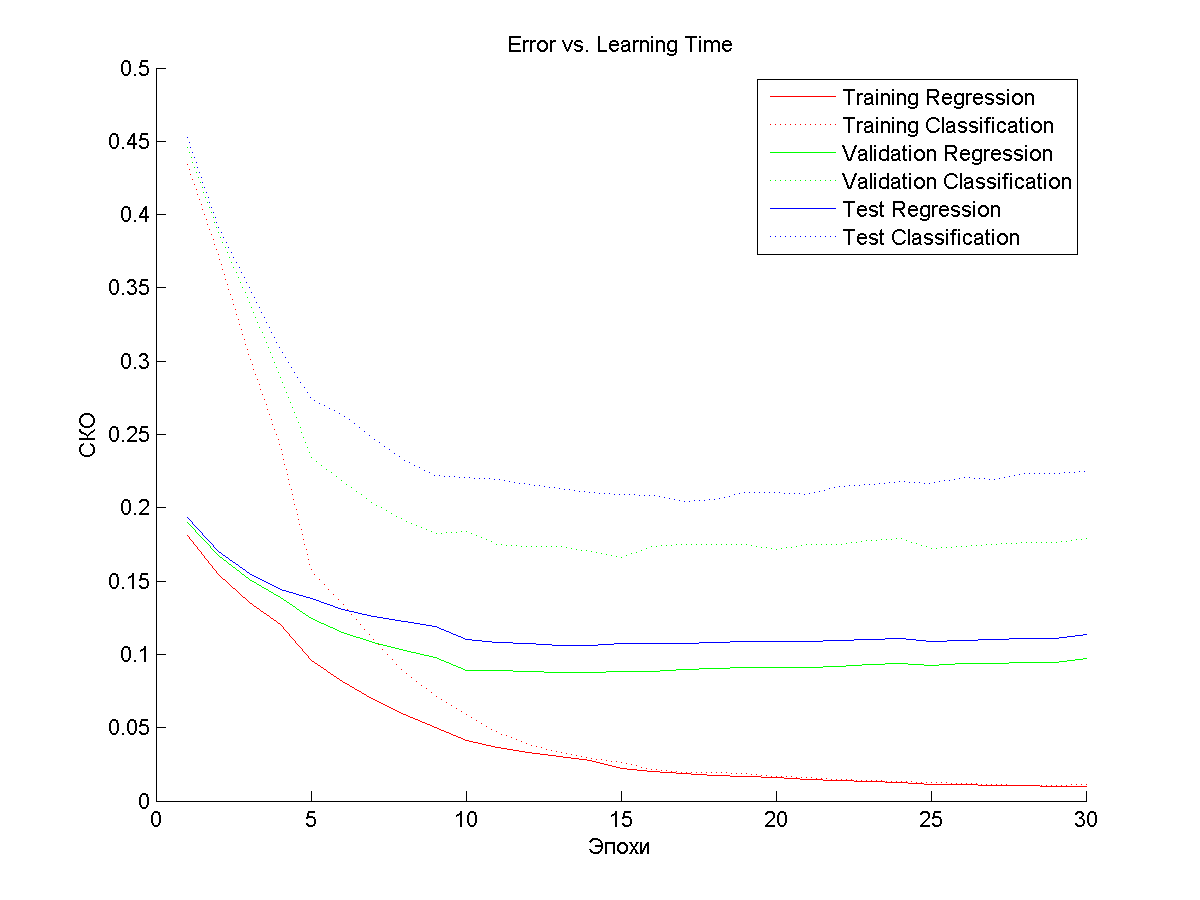 Error vs. Learning Time
0.5
0.45
0.4
0.35
0.3
0.25
0.2
0.15
0.1
0.05
0
СКО
Training Regression
Training Classification
Validation Regression
Validation Classification
Test Regression
Test Classification
0 5 10 15 20 25 30
Эпохи